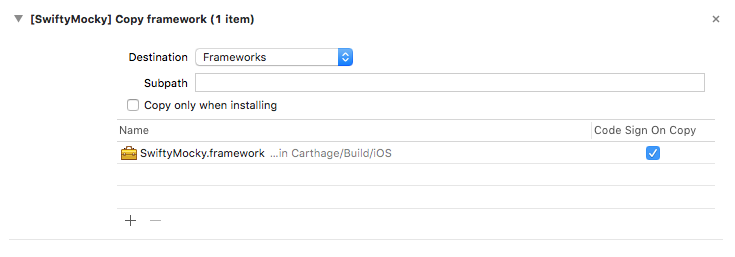 [SwiftyMocky] Copy framework (1 item)
Destination Frameworks
Subpath
Copy only when installing
Name Code Sign On Copy
SwiftyMocky.framework ...in Carthage/Build/iOS